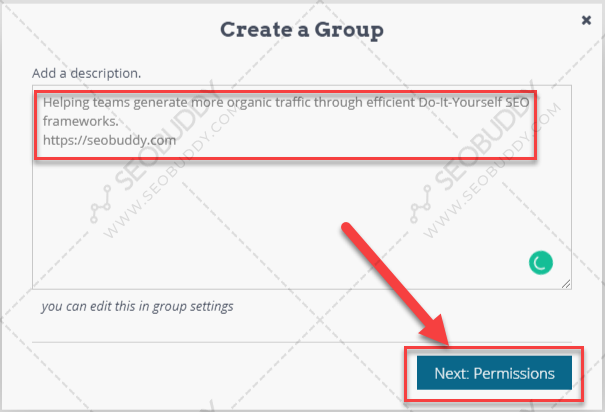 Create a Group
×
Add a description.
Helping teams generate more organic traffic through efficient Do-It-Yourself SEO
frameworks.
https://seobuddy.com
SEOBUDDY
WWW.SEOBUDDY.COM
SEOBUDDY
WWW.SEOBUDDY.COM
you can edit this in group settings
Next: Permissions